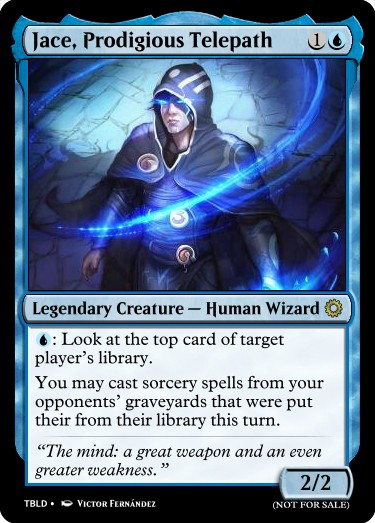 Jace, Prodigious Telepath 1
Legendary Creature — Human Wizard
: Look at the top card of target
player's library.
You may cast sorcery spells from your
opponents' graveyards that were put
their from their library this turn.
"The mind: a great weapon and an even
greater weakness."
2/2
TBLD • Victor Fernández
(NOT FOR SALE)